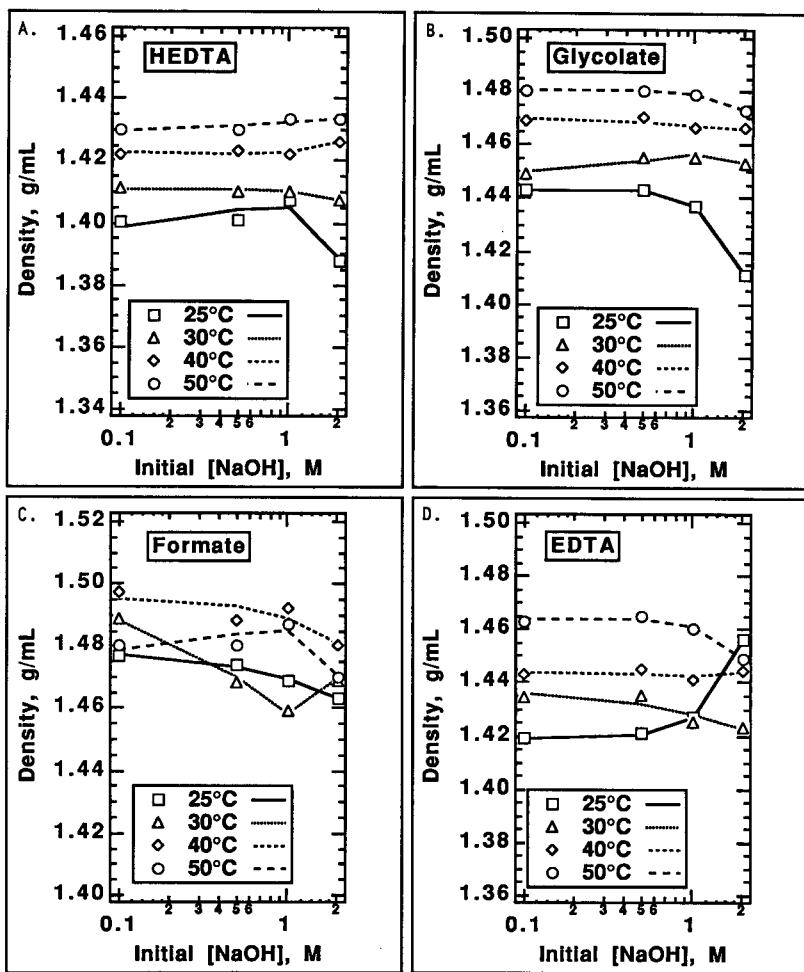 A.
HEDTA
1.46
1.44
1.42
1.40
1.38
1.36
1.34
Density, g/mL
25°C
30°C
40°C
50°C
0.1 2 3 4 5 6 1 2
Initial [NaOH], M
B.
Glycolate
1.50
1.48
1.46
1.44
1.42
1.40
1.38
1.36
Density, g/mL
25°C
30°C
40°C
50°C
0.1 2 3 4 5 6 1 2
Initial [NaOH], M
C.
Formate
1.52
1.50
1.48
1.46
1.44
1.42
1.40
Density, g/mL
25°C
30°C
40°C
50°C
0.1 2 3 4 5 6 1 2
Initial [NaOH], M
D.
EDTA
1.50
1.48
1.46
1.44
1.42
1.40
1.38
1.36
Density, g/mL
25°C
30°C
40°C
50°C
0.1 2 3 4 5 6 1 2
Initial [NaOH], M